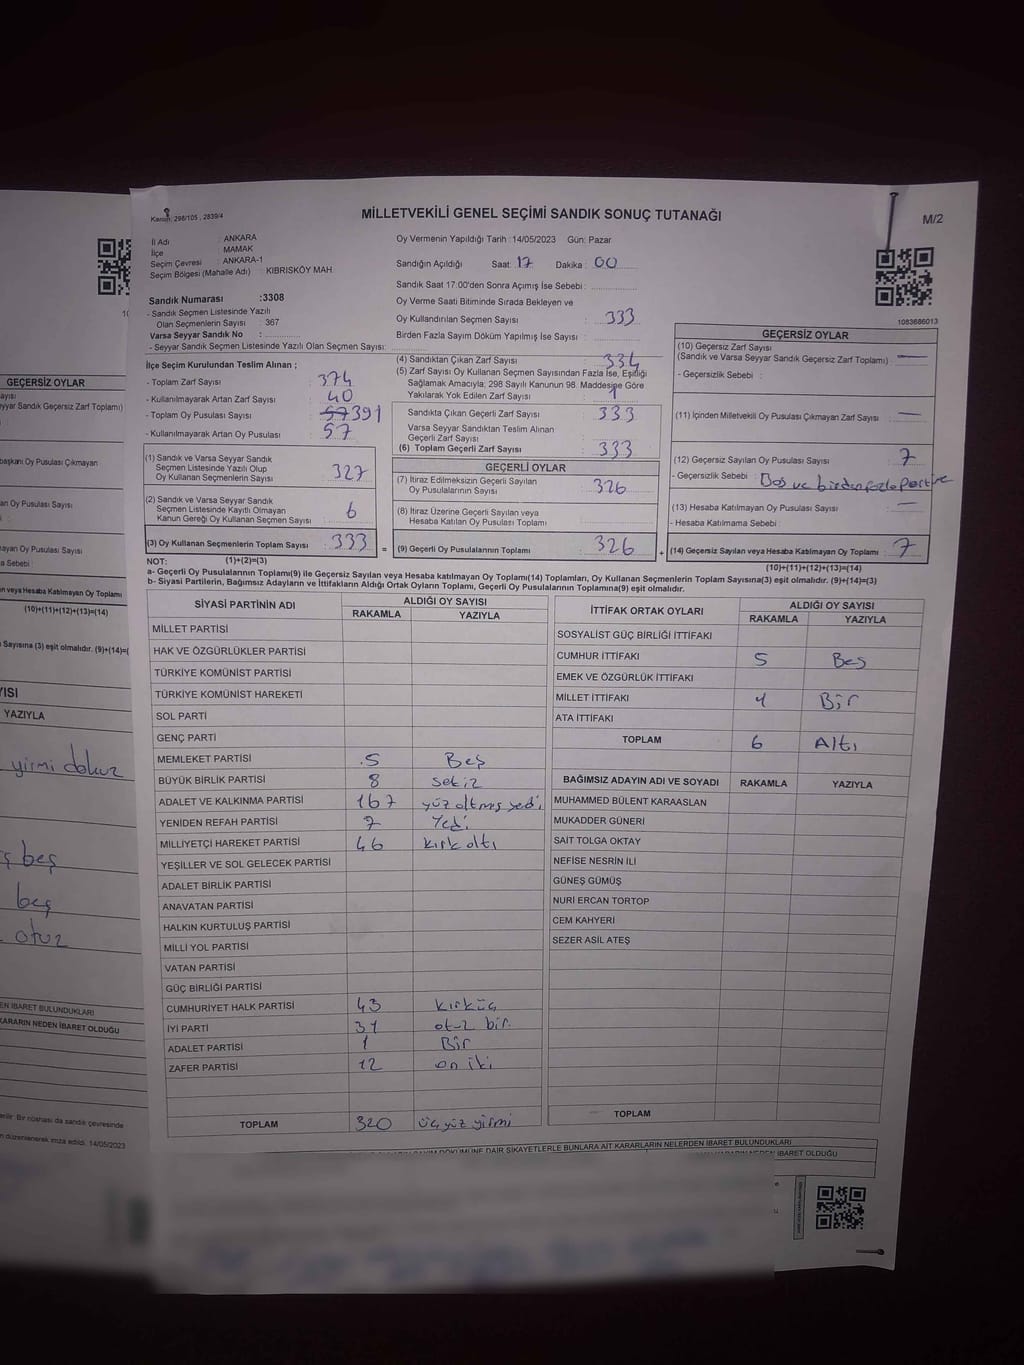 Kanun: 298/105, 2839/4
MİLLETVEKİLİ GENEL SEÇİMİ SANDIK SONUÇ TUTANAĞI
M/2
İl Adı : ANKARA
İlçe : MAMAK
Seçim Çevresi : ANKARA-1
Seçim Bölgesi (Mahalle Adı) : KIBRISKÖY MAH.
Oy Vermenin Yapıldığı Tarih : 14/05/2023 Gün: Pazar
Sandığın Açıldığı Saat: 17 Dakika : 00
Sandık Saat 17:00'den Sonra Açımış İse Sebebi :
Sandık Numarası :3308
- Sandık Seçmen Listesinde Yazılı
Olan Seçmenlerin Sayısı : 367
Varsa Seyyar Sandık No :
- Seyyar Sandık Seçmen Listesinde Yazılı Olan Seçmen Sayısı:
Oy Verme Saati Bitiminde Sırada Bekleyen ve
Oy Kullandırılan Seçmen Sayısı : 333
Birden Fazla Sayım Döküm Yapılmış İse Sayısı :
1083686013
İlçe Seçim Kurulundan Teslim Alınan ;
- Toplam Zarf Sayısı : 374
- Kullanılmayarak Artan Zarf Sayısı : 40
- Toplam Oy Pusulası Sayısı : 57 391
- Kullanılmayarak Artan Oy Pusulası : 57
(4) Sandıktan Çıkan Zarf Sayısı : 334
(5) Zarf Sayısı Oy Kullanan Seçmen Sayısından Fazla İse, Eşitliği
Sağlamak Amacıyla; 298 Sayılı Kanunun 98. Maddesine Göre
Yakılarak Yok Edilen Zarf Sayısı : 1
Sandıkta Çıkan Geçerli Zarf Sayısı : 333
Varsa Seyyar Sandıktan Teslim Alınan
Geçerli Zarf Sayısı :
(6) Toplam Geçerli Zarf Sayısı : 333
GEÇERSİZ OYLAR
(10) Geçersiz Zarf Sayısı
(Sandık ve Varsa Seyyar Sandık Geçersiz Zarf Toplamı) : —
- Geçersizlik Sebebi :
(11) İçinden Milletvekili Oy Pusulası Çıkmayan Zarf Sayısı : —
(12) Geçersiz Sayılan Oy Pusulası Sayısı : 7
- Geçersizlik Sebebi : Boş ve birden fazla partiye
(13) Hesaba Katılmayan Oy Pusulası Sayısı : —
- Hesaba Katılmama Sebebi :
(14) Geçersiz Sayılan veya Hesaba Katılmayan Oy Toplamı : 7
(10)+(11)+(12)+(13)=(14)
(1) Sandık ve Varsa Seyyar Sandık
Seçmen Listesinde Yazılı Olup
Oy Kullanan Seçmenlerin Sayısı : 327
(2) Sandık ve Varsa Seyyar Sandık
Seçmen Listesinde Kayıtlı Olmayan
Kanun Gereği Oy Kullanan Seçmen Sayısı : 6
(3) Oy Kullanan Seçmenlerin Toplam Sayısı : 333 =
GEÇERLİ OYLAR
(7) İtiraz Edilmeksizin Geçerli Sayılan
Oy Pusulalarının Sayısı : 326
(8) İtiraz Üzerine Geçerli Sayılan veya
Hesaba Katılan Oy Pusulası Toplamı :
(9) Geçerli Oy Pusulalarının Toplamı : 326 +
NOT: (1)+(2)=(3)
a- Geçerli Oy Pusulalarının Toplamı(9) ile Geçersiz Sayılan veya Hesaba katılmayan Oy Toplamı(14) Toplamları, Oy Kullanan Seçmenlerin Toplam Sayısına(3) eşit olmalıdır. (9)+(14)=(3)
b- Siyasi Partilerin, Bağımsız Adayların ve İttifakların Aldığı Ortak Oyların Toplamı, Geçerli Oy Pusulalarının Toplamına(9) eşit olmalıdır.
SİYASİ PARTİNİN ADI ALDIĞI OY SAYISI
RAKAMLA YAZIYLA
MİLLET PARTİSİ
HAK VE ÖZGÜRLÜKLER PARTİSİ
TÜRKİYE KOMÜNİST PARTİSİ
TÜRKİYE KOMÜNİST HAREKETİ
SOL PARTİ
GENÇ PARTİ
MEMLEKET PARTİSİ 5 Beş
BÜYÜK BİRLİK PARTİSİ 8 sekiz
ADALET VE KALKINMA PARTİSİ 167 yüz altmış yedi
YENİDEN REFAH PARTİSİ 7 Yedi
MİLLİYETÇİ HAREKET PARTİSİ 46 kırk altı
YEŞİLLER VE SOL GELECEK PARTİSİ
ADALET BİRLİK PARTİSİ
ANAVATAN PARTİSİ
HALKIN KURTULUŞ PARTİSİ
MİLLİ YOL PARTİSİ
VATAN PARTİSİ
GÜÇ BİRLİĞİ PARTİSİ
CUMHURİYET HALK PARTİSİ 43 kırküç
İYİ PARTİ 31 otuz bir
ADALET PARTİSİ 1 Bir
ZAFER PARTİSİ 12 on iki
TOPLAM 320 üç yüz yirmi
İTTİFAK ORTAK OYLARI ALDIĞI OY SAYISI
RAKAMLA YAZIYLA
SOSYALİST GÜÇ BİRLİĞİ İTTİFAKI
CUMHUR İTTİFAKI 5 Beş
EMEK VE ÖZGÜRLÜK İTTİFAKI
MİLLET İTTİFAKI 1 Bir
ATA İTTİFAKI
TOPLAM 6 Altı
BAĞIMSIZ ADAYIN ADI VE SOYADI RAKAMLA YAZIYLA
MUHAMMED BÜLENT KARAASLAN
MUKADDER GÜNERİ
SAİT TOLGA OKTAY
NEFİSE NESRİN İLİ
GÜNEŞ GÜMÜŞ
NURİ ERCAN TORTOP
CEM KAHYERİ
SEZER ASİL ATEŞ
TOPLAM
DÖKÜMÜNE DAİR ŞİKAYETLERLE BUNLARA AİT KARARLARIN NELERDEN İBARET BULUNDUKLARI
İBARET OLDUĞU
GEÇERSİZ OYLAR
Sandık Geçersiz Zarf Toplamı)
Oy Pusulası Çıkmayan
Oy Pusulası Sayısı
Oy Pusulası Sayısı
Sebebi :
veya Hesaba Katılmayan Oy Toplamı
(10)+(11)+(12)+(13)=(14)
Sayısına (3) eşit olmalıdır. (9)+(14)=(
YAZIYLA
yirmi dokuz
beş
beş
otuz
İBARET BULUNDUKLARI
KARARIN NEDEN İBARET OLDUĞU
Bir nüshası da sandık çevresinde
düzenlenerek imza edildi. 14/05/2023